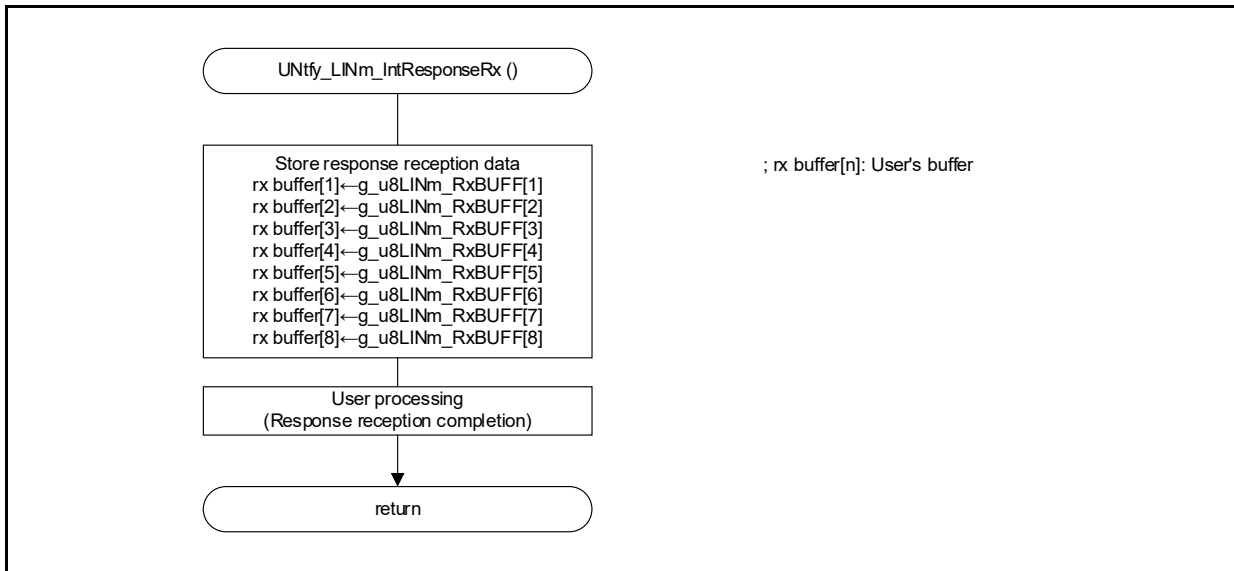 UNtfy_LINm_IntResponseRx ()
Store response reception data
rx buffer[1]←g_u8LINm_RxBUFF[1]
rx buffer[2]←g_u8LINm_RxBUFF[2]
rx buffer[3]←g_u8LINm_RxBUFF[3]
rx buffer[4]←g_u8LINm_RxBUFF[4]
rx buffer[5]←g_u8LINm_RxBUFF[5]
rx buffer[6]←g_u8LINm_RxBUFF[6]
rx buffer[7]←g_u8LINm_RxBUFF[7]
rx buffer[8]←g_u8LINm_RxBUFF[8]
; rx buffer[n]: User's buffer
User processing
(Response reception completion)
return